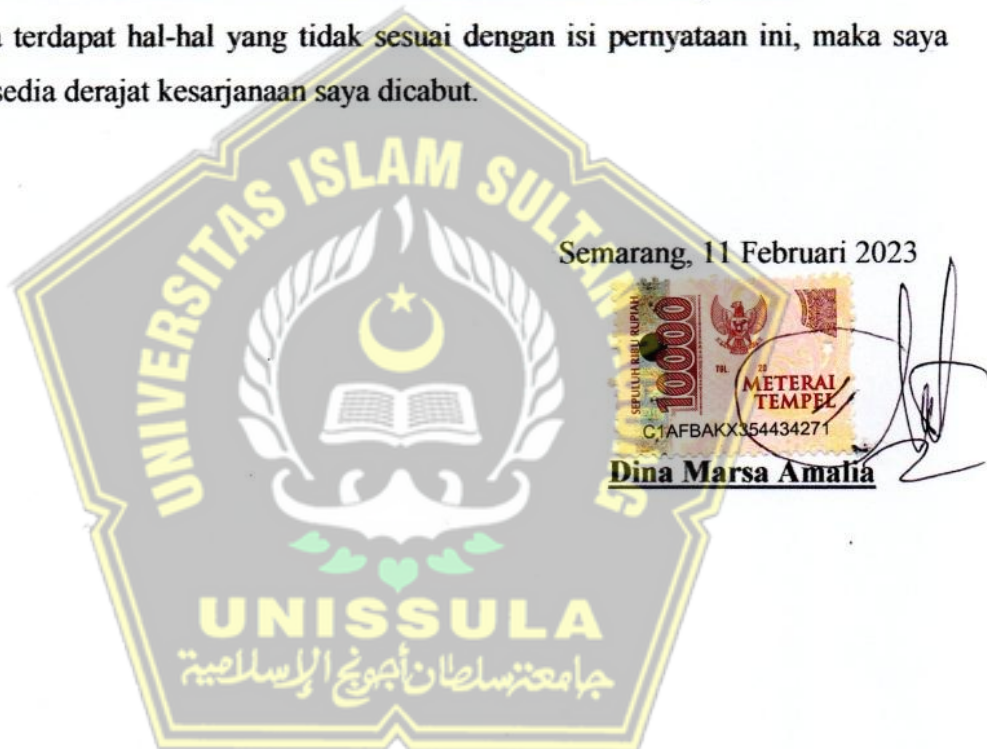 terdapat hal-hal yang tidak sesuai dengan isi pernyataan ini, maka saya
sedia derajat kesarjanaan saya dicabut.
UNIVERSITAS ISLAM SULTAN AGUNG
Semarang, 11 Februari 2023
SEPULUH RIBU RUPIAH
10000
TGL. 20
METERAI
TEMPEL
C1AFBAKX354434271
Dina Marsa Amalia
UNISSULA
جامعة سلطان أجونج الإسلامية